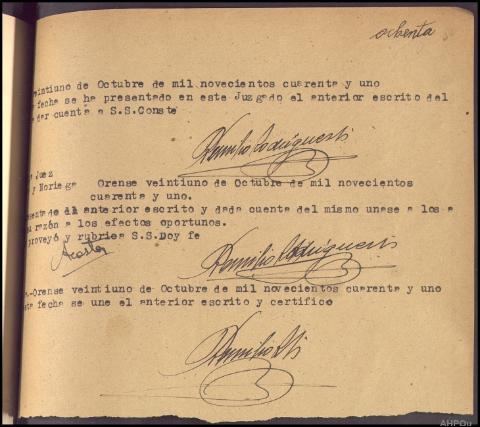 ochenta
veintiuno de Octubre de mil novecientos cuarenta y uno
fecha se ha presentado en este Juzgado el anterior escrito del
dar cuenta a S.S.Conste
Juez
y Noriega Orense veintiuno de Octubre de mil novecientos
cuarenta y uno.
anterior escrito y dada cuenta del mismo unase a los a
razón a los efectos oportunos.
proveyó y rubrica S.S.Doy fe
Acosta
.-Orense veintiuno de Octubre de mil novecientos cuarenta y uno
fecha se une el anterior escrito y certifico
AHPOu